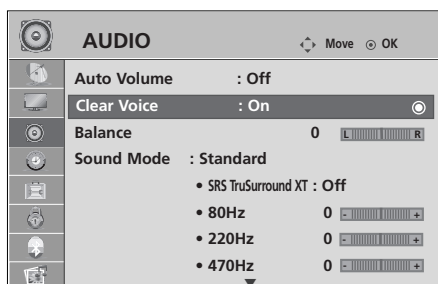 AUDIO Move OK
Auto Volume : Off
Clear Voice : On
Balance 0 L R
Sound Mode : Standard
• SRS TruSurround XT : Off
• 80Hz 0 - +
• 220Hz 0 - +
• 470Hz 0 - +